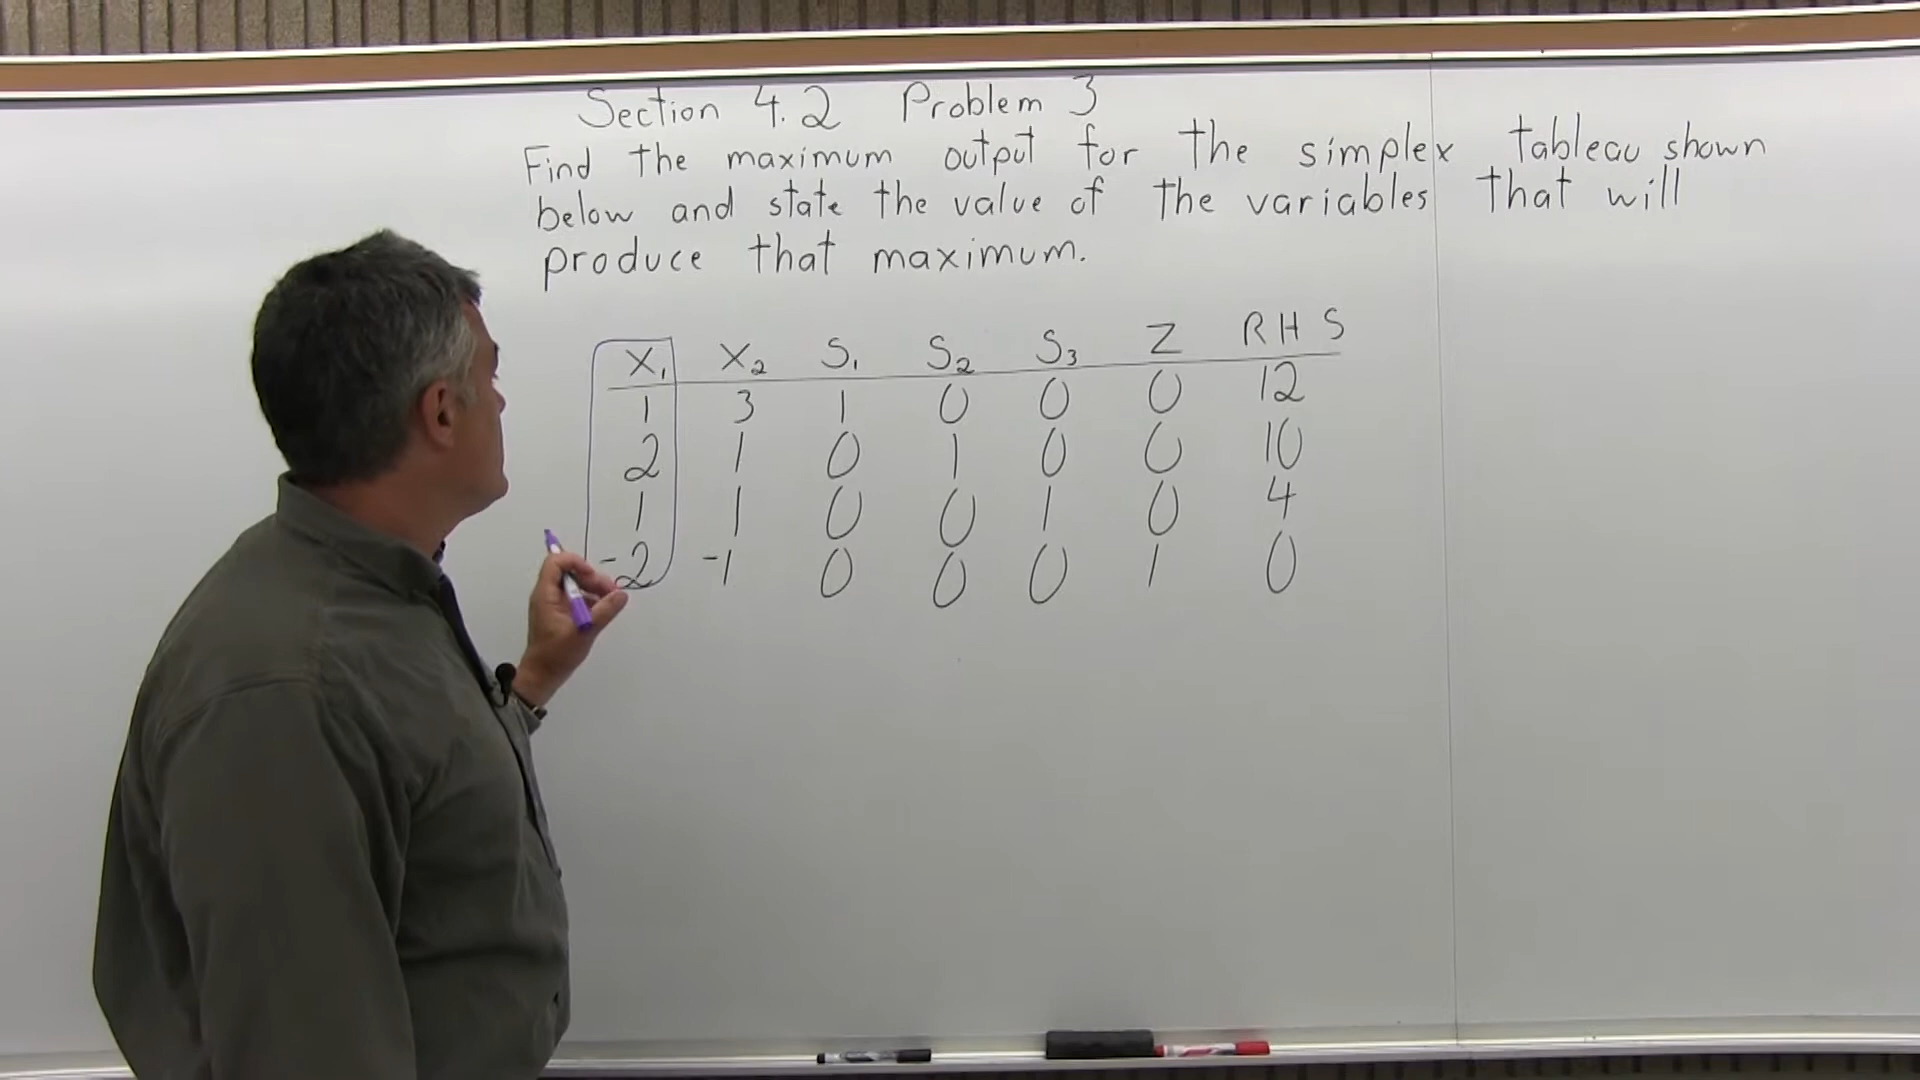 Section 4.2 Problem 3
Find the maximum output for the simplex tableau shown
below and state the value of the variables that will
produce that maximum.
X₁ X₂ S₁ S₂ S₃ Z RHS
1 3 1 0 0 0 12
2 1 0 1 0 0 10
1 1 0 0 1 0 4
-2 -1 0 0 0 1 0